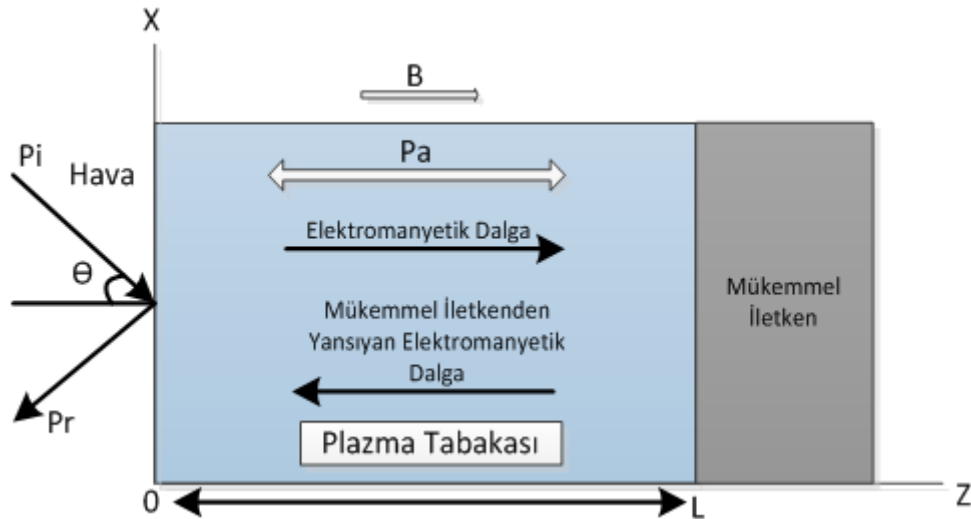 X
B
Pi
Hava
Pa
Elektromanyetik Dalga
Θ
Mükemmel İletkenden
Yansıyan Elektromanyetik
Dalga
Mükemmel
İletken
Pr
Plazma Tabakası
0
L
Z